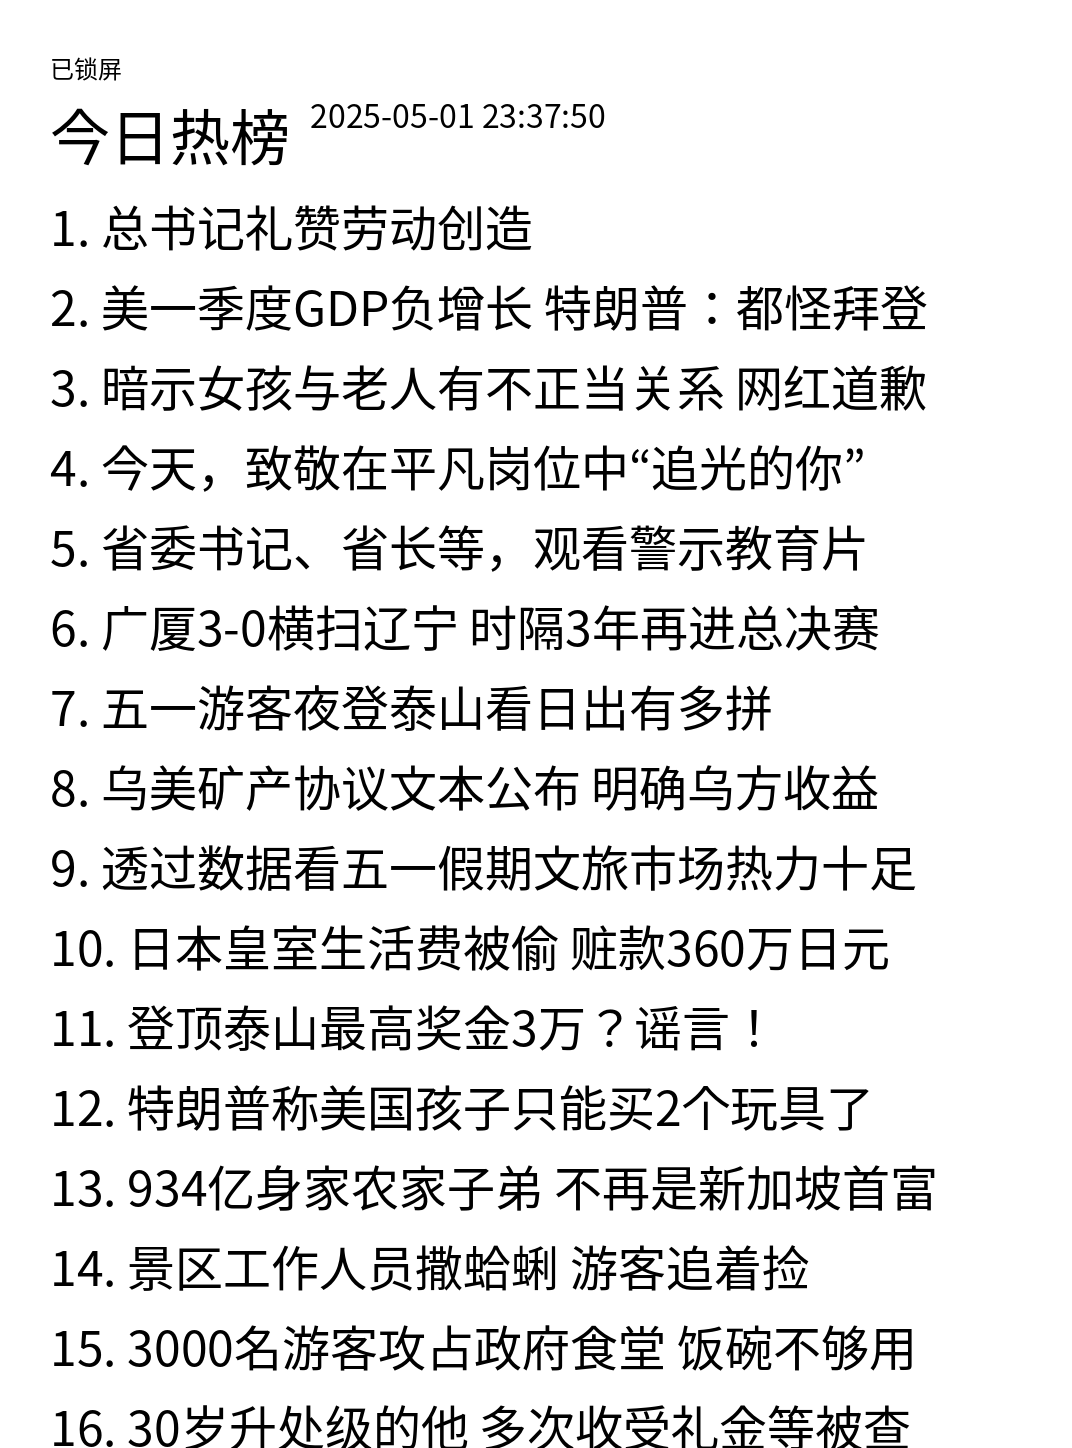 已锁屏
今日热榜 2025-05-01 23:37:50
1. 总书记礼赞劳动创造
2. 美一季度GDP负增长 特朗普：都怪拜登
3. 暗示女孩与老人有不正当关系 网红道歉
4. 今天，致敬在平凡岗位中“追光的你”
5. 省委书记、省长等，观看警示教育片
6. 广厦3-0横扫辽宁 时隔3年再进总决赛
7. 五一游客夜登泰山看日出有多拼
8. 乌美矿产协议文本公布 明确乌方收益
9. 透过数据看五一假期文旅市场热力十足
10. 日本皇室生活费被偷 赃款360万日元
11. 登顶泰山最高奖金3万？谣言！
12. 特朗普称美国孩子只能买2个玩具了
13. 934亿身家农家子弟 不再是新加坡首富
14. 景区工作人员撒蛤蜊 游客追着捡
15. 3000名游客攻占政府食堂 饭碗不够用
16. 30岁升处级的他 多次收受礼金等被查